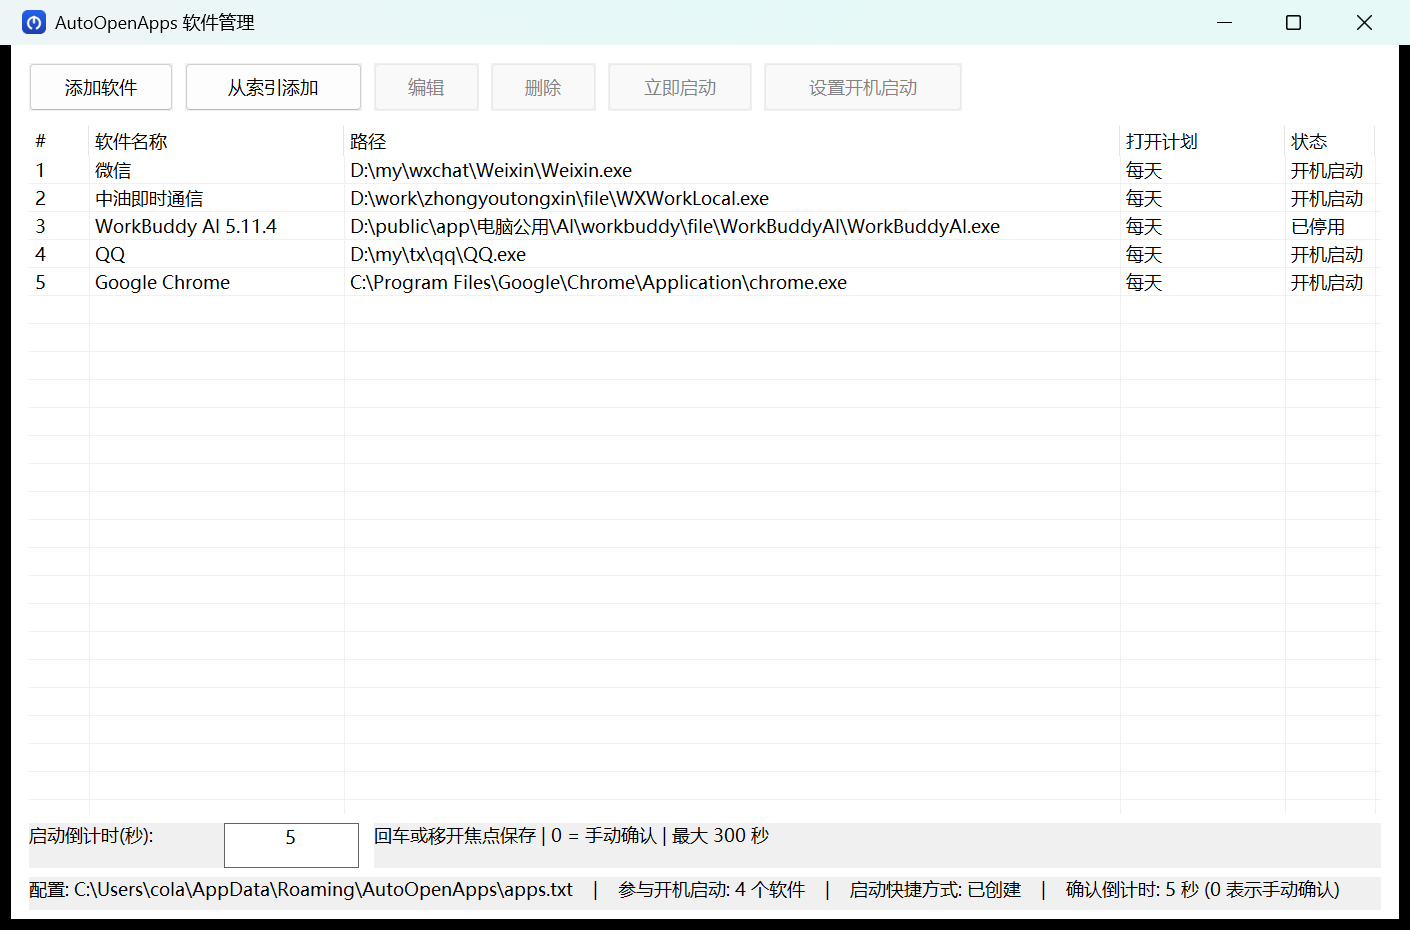 AutoOpenApps 软件管理
添加软件 从索引添加 编辑 删除 立即启动 设置开机启动
# 软件名称 路径 打开计划 状态
1 微信 D:\my\wxchat\Weixin\Weixin.exe 每天 开机启动
2 中油即时通信 D:\work\zhongyoutongxin\file\WXWorkLocal.exe 每天 开机启动
3 WorkBuddy AI 5.11.4 D:\public\app\电脑公用\AI\workbuddy\file\WorkBuddyAI\WorkBuddyAI.exe 每天 已停用
4 QQ D:\my\tx\qq\QQ.exe 每天 开机启动
5 Google Chrome C:\Program Files\Google\Chrome\Application\chrome.exe 每天 开机启动
启动倒计时(秒): 5 回车或移开焦点保存 | 0 = 手动确认 | 最大 300 秒
配置: C:\Users\cola\AppData\Roaming\AutoOpenApps\apps.txt | 参与开机启动: 4 个软件 | 启动快捷方式: 已创建 | 确认倒计时: 5 秒 (0 表示手动确认)